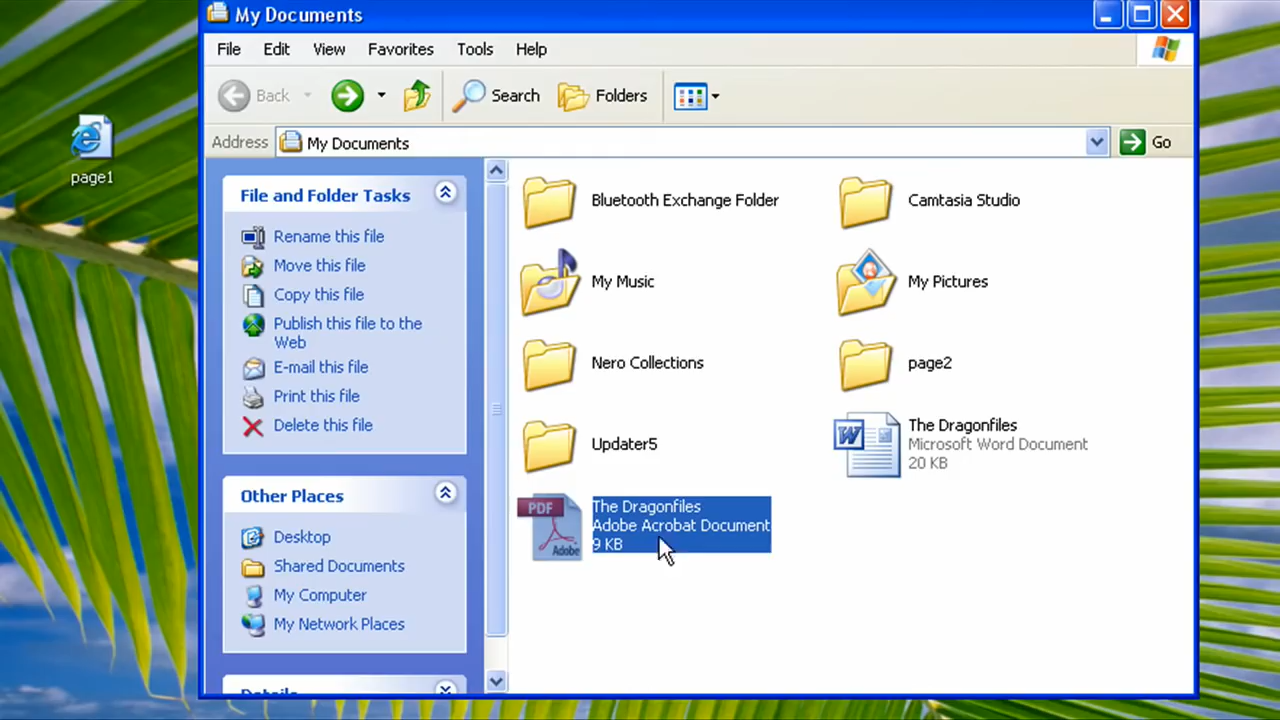 My Documents
File Edit View Favorites Tools Help
Back Search Folders
Address My Documents Go
page1
File and Folder Tasks
Rename this file
Move this file
Copy this file
Publish this file to the
Web
E-mail this file
Print this file
Delete this file
Other Places
Desktop
Shared Documents
My Computer
My Network Places
Details
Bluetooth Exchange Folder
Camtasia Studio
My Music
My Pictures
Nero Collections
page2
Updater5
W
The Dragonfiles
Microsoft Word Document
20 KB
PDF
Adobe
The Dragonfiles
Adobe Acrobat Document
9 KB